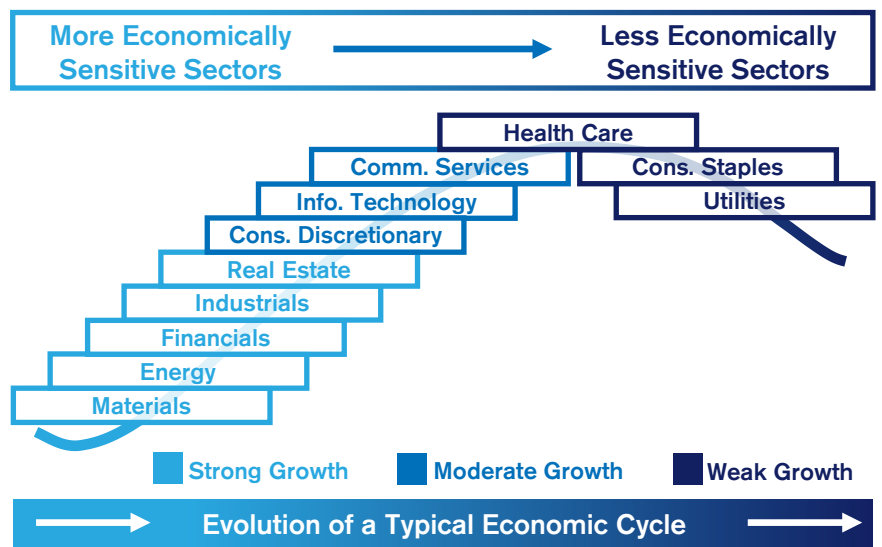 More Economically
Sensitive Sectors
Less Economically
Sensitive Sectors
Health Care
Comm. Services
Cons. Staples
Info. Technology
Utilities
Cons. Discretionary
Real Estate
Industrials
Financials
Energy
Materials
Strong Growth
Moderate Growth
Weak Growth
Evolution of a Typical Economic Cycle